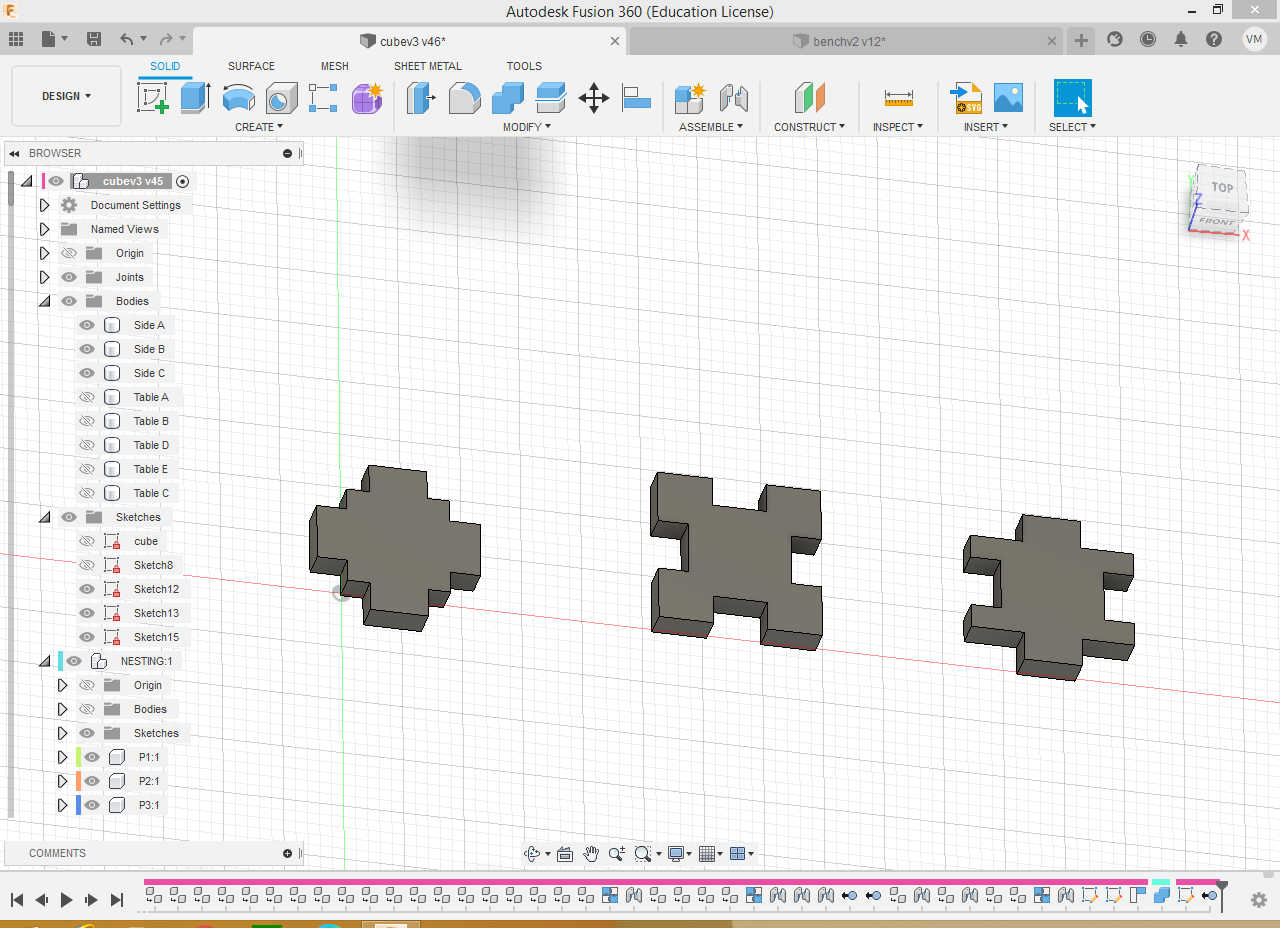 Autodesk Fusion 360 (Education License)
cubev3 v46*
benchv2 v12*
VM
DESIGN
SOLID
SURFACE
MESH
SHEET METAL
TOOLS
CREATE
MODIFY
ASSEMBLE
CONSTRUCT
INSPECT
INSERT
SVG
SELECT
BROWSER
cubev3 v45
Document Settings
Named Views
Origin
Joints
Bodies
Side A
Side B
Side C
Table A
Table B
Table D
Table E
Table C
Sketches
cube
Sketch8
Sketch12
Sketch13
Sketch15
NESTING:1
Origin
Bodies
Sketches
P1:1
P2:1
P3:1
TOP
FRONT
Y
Z
X
COMMENTS